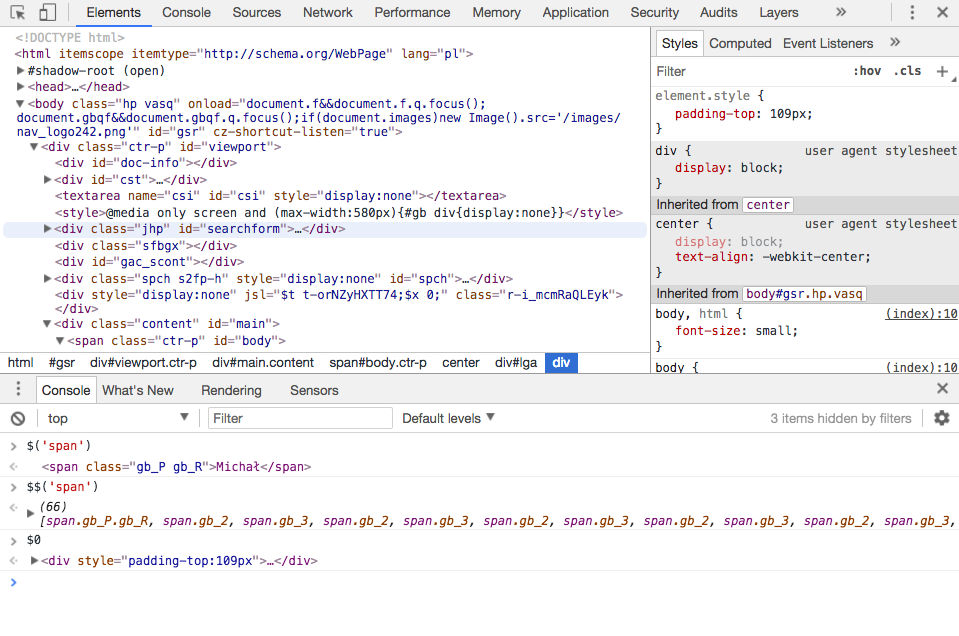 Elements Console Sources Network Performance Memory Application Security Audits Layers »
<!DOCTYPE html>
<html itemscope itemtype="http://schema.org/WebPage" lang="pl">
#shadow-root (open)
<head>…</head>
<body class="hp vasq" onload="document.f&&document.f.q.focus();
document.gbqf&&document.gbqf.q.focus();if(document.images)new Image().src='/images/
nav_logo242.png'" id="gsr" cz-shortcut-listen="true">
<div class="ctr-p" id="viewport">
<div id="doc-info"></div>
<div id="cst">…</div>
<textarea name="csi" id="csi" style="display:none"></textarea>
<style>@media only screen and (max-width:580px){#gb div{display:none}}</style>
<div class="jhp" id="searchform">…</div>
<div class="sfbgx"></div>
<div id="gac_scont"></div>
<div class="spch s2fp-h" style="display:none" id="spch">…</div>
<div style="display:none" jsl="$t t-orNZyHXTT74;$x 0;" class="r-i_mcmRaQLEyk">
</div>
<div class="content" id="main">
<span class="ctr-p" id="body">
html #gsr div#viewport.ctr-p div#main.content span#body.ctr-p center div#lga div
Styles Computed Event Listeners »
Filter :hov .cls +
element.style {
padding-top: 109px;
}
div { user agent stylesheet
display: block;
}
Inherited from center
center { user agent stylesheet
display: block;
text-align: -webkit-center;
}
Inherited from body#gsr.hp.vasq
body, html { (index):10
font-size: small;
}
body { (index):10
Console What's New Rendering Sensors
top Filter Default levels 3 items hidden by filters
$('span')
<span class="gb_P gb_R">Michał</span>
$$('span')
(66)
[span.gb_P.gb_R, span.gb_2, span.gb_3, span.gb_2, span.gb_3, span.gb_2, span.gb_3, span.gb_2, span.gb_3, span.gb_2, span.gb_3,
$0
<div style="padding-top:109px">…</div>